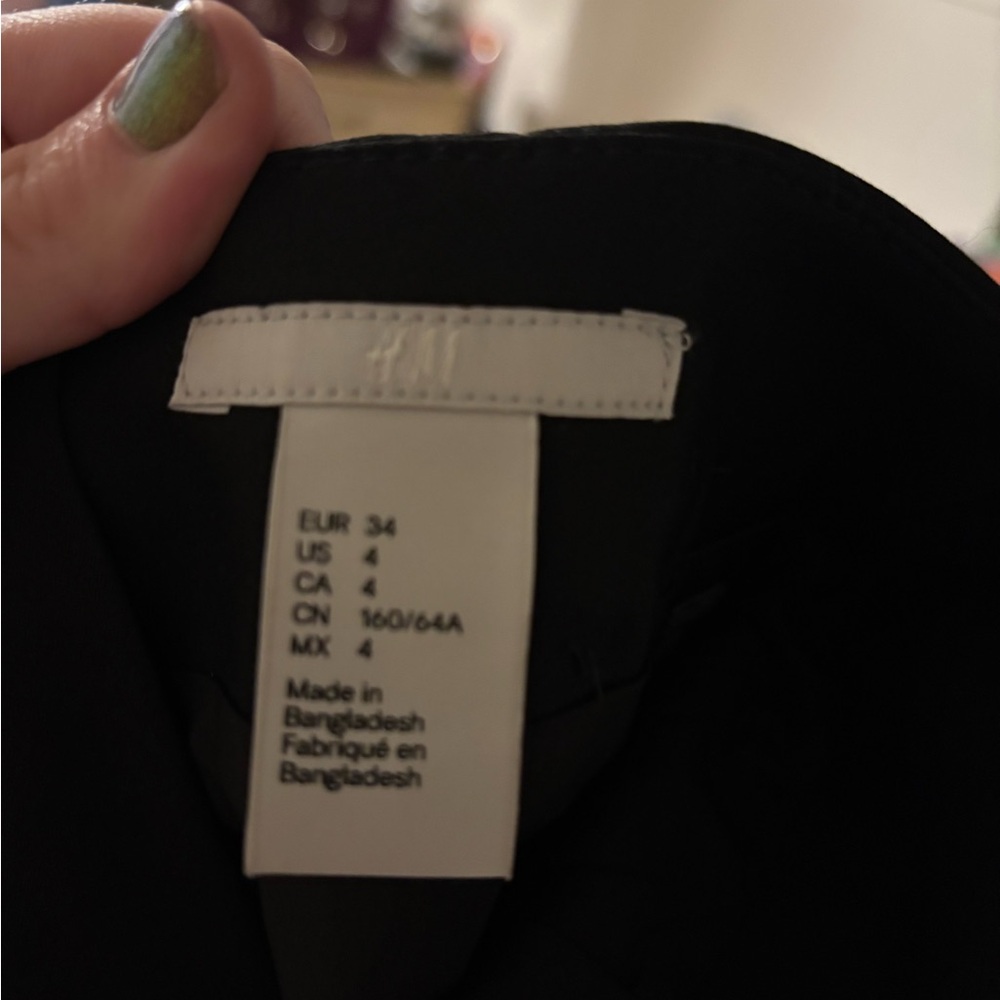 H&M
EUR 34
US 4
CA 4
CN 160/64A
MX 4
Made in
Bangladesh
Fabriqué en
Bangladesh